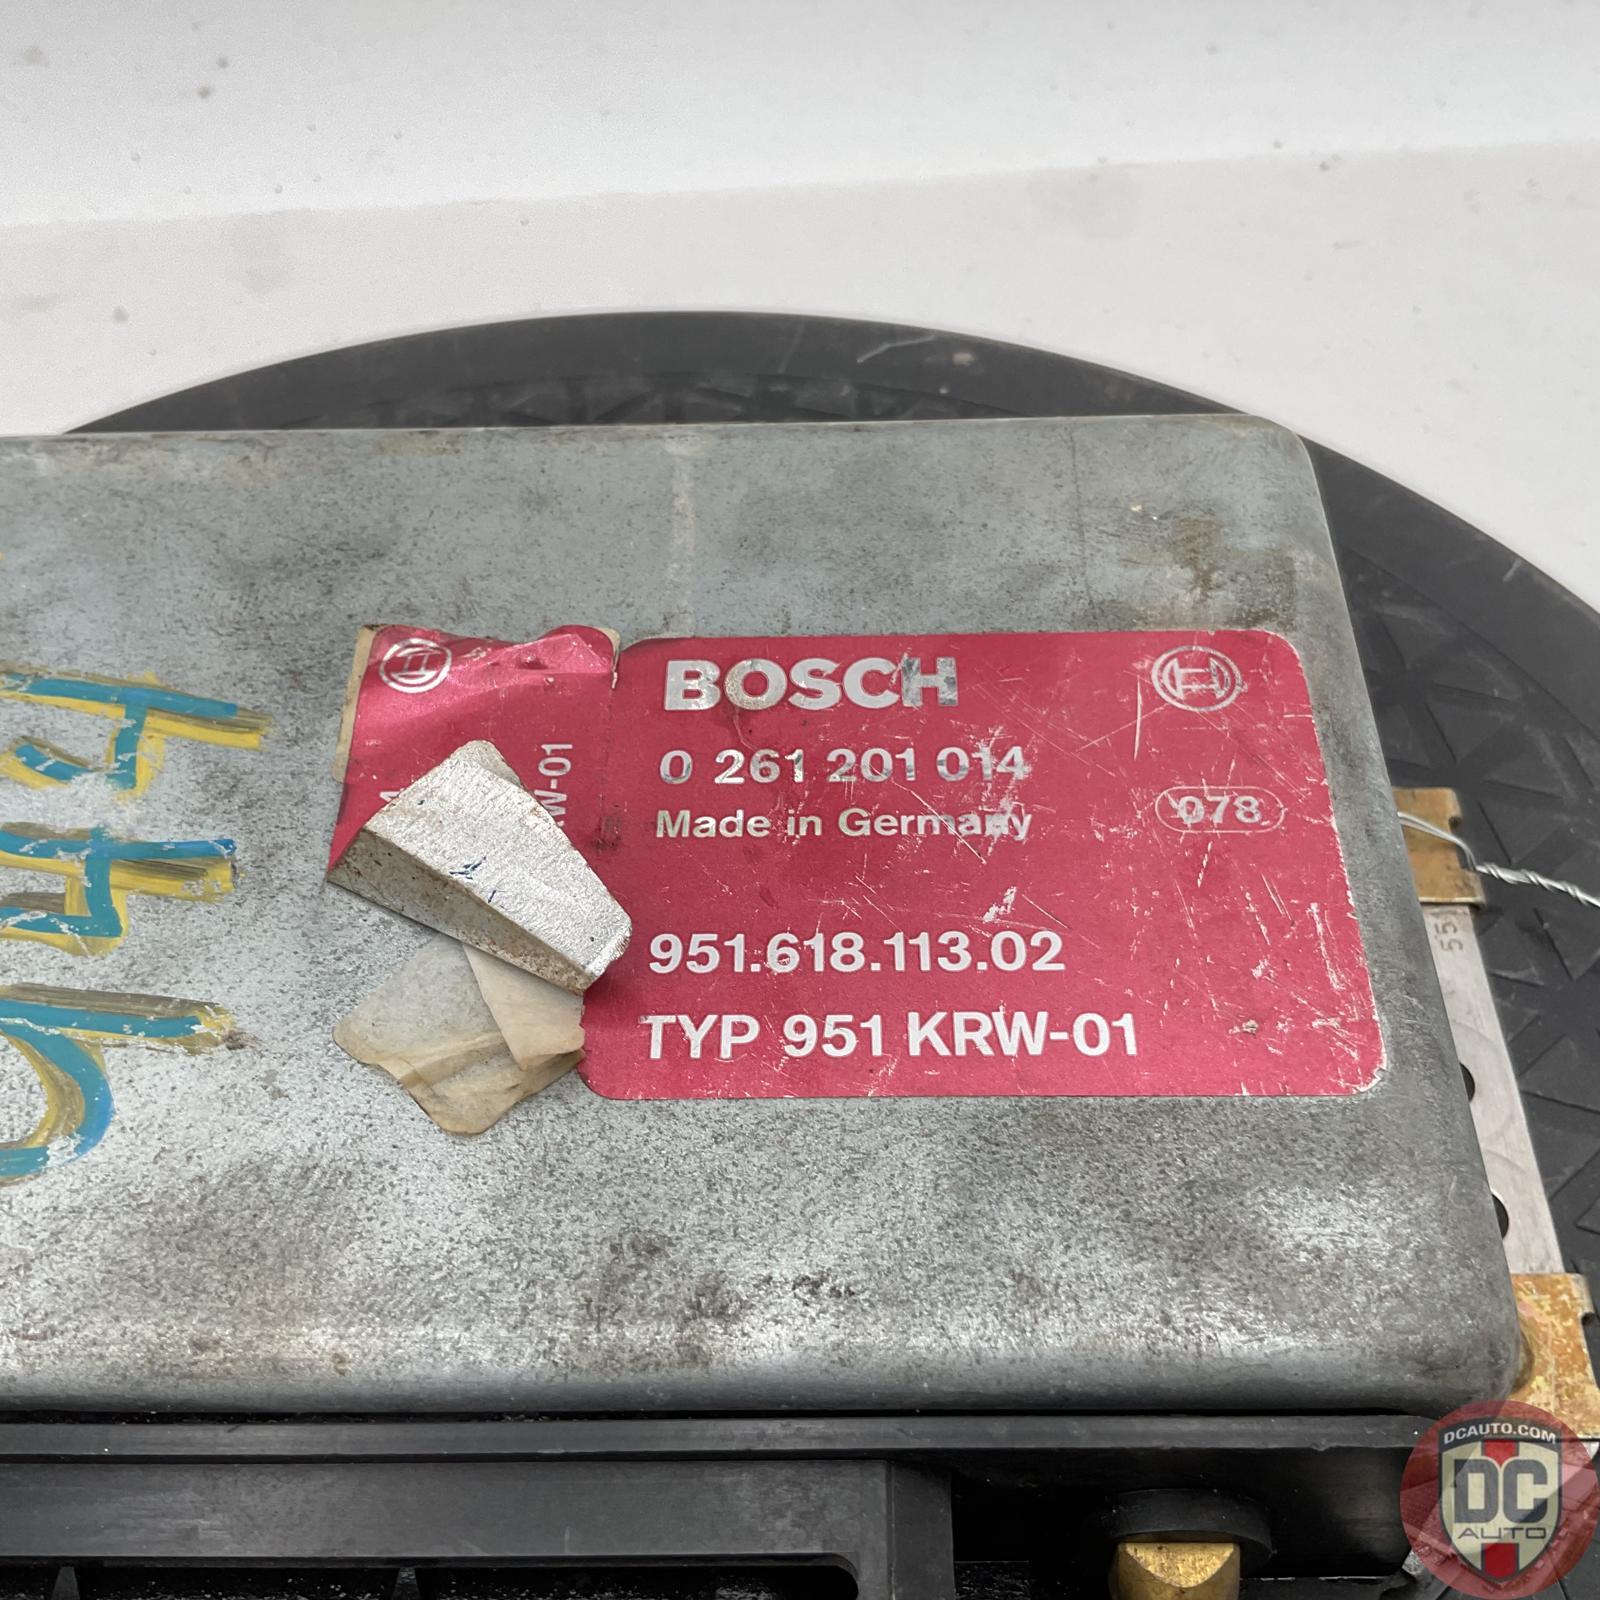 BOSCH
0 261 201 014
Made in Germany
078
951.618.113.02
TYP 951 KRW-01
W-01
55
DCAUTO.COM
DC
AUTO